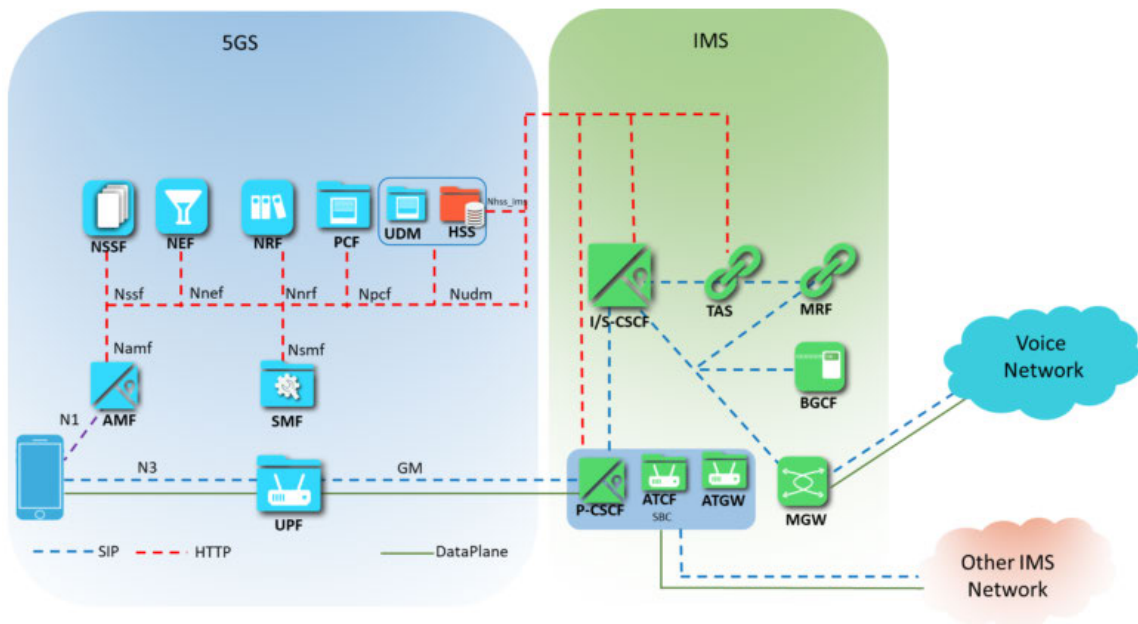 5GS
IMS
NSSF
NEF
NRF
PCF
UDM
HSS
Nhss_ims
Nssf
Nnef
Nnrf
Npcf
Nudm
I/S-CSCF
TAS
MRF
Voice
Network
Namf
Nsmf
BGCF
AMF
SMF
N1
N3
GM
P-CSCF
ATCF
ATGW
SBC
MGW
UPF
SIP
HTTP
DataPlane
Other IMS
Network